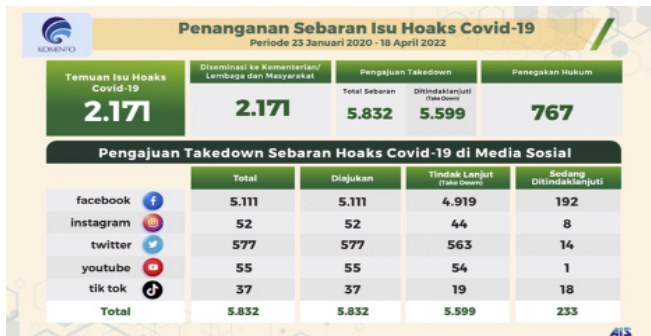 Penanganan Sebaran Isu Hoaks Covid-19
Periode 23 Januari 2020 - 18 April 2022
KOMINFO
Temuan Isu Hoaks
Covid-19
2.171
Diseminasi ke Kementerian/
Lembaga dan Masyarakat
2.171
Pengajuan Takedown
Total Sebaran
5.832
Ditindaklanjuti
(Take Down)
5.599
Penegakan Hukum
767
Pengajuan Takedown Sebaran Hoaks Covid-19 di Media Sosial
Total Diajukan Tindak Lanjut (Take Down) Sedang Ditindaklanjuti
facebook 5.111 5.111 4.919 192
instagram 52 52 44 8
twitter 577 577 563 14
youtube 55 55 54 1
tik tok 37 37 19 18
Total 5.832 5.832 5.599 233
AIS